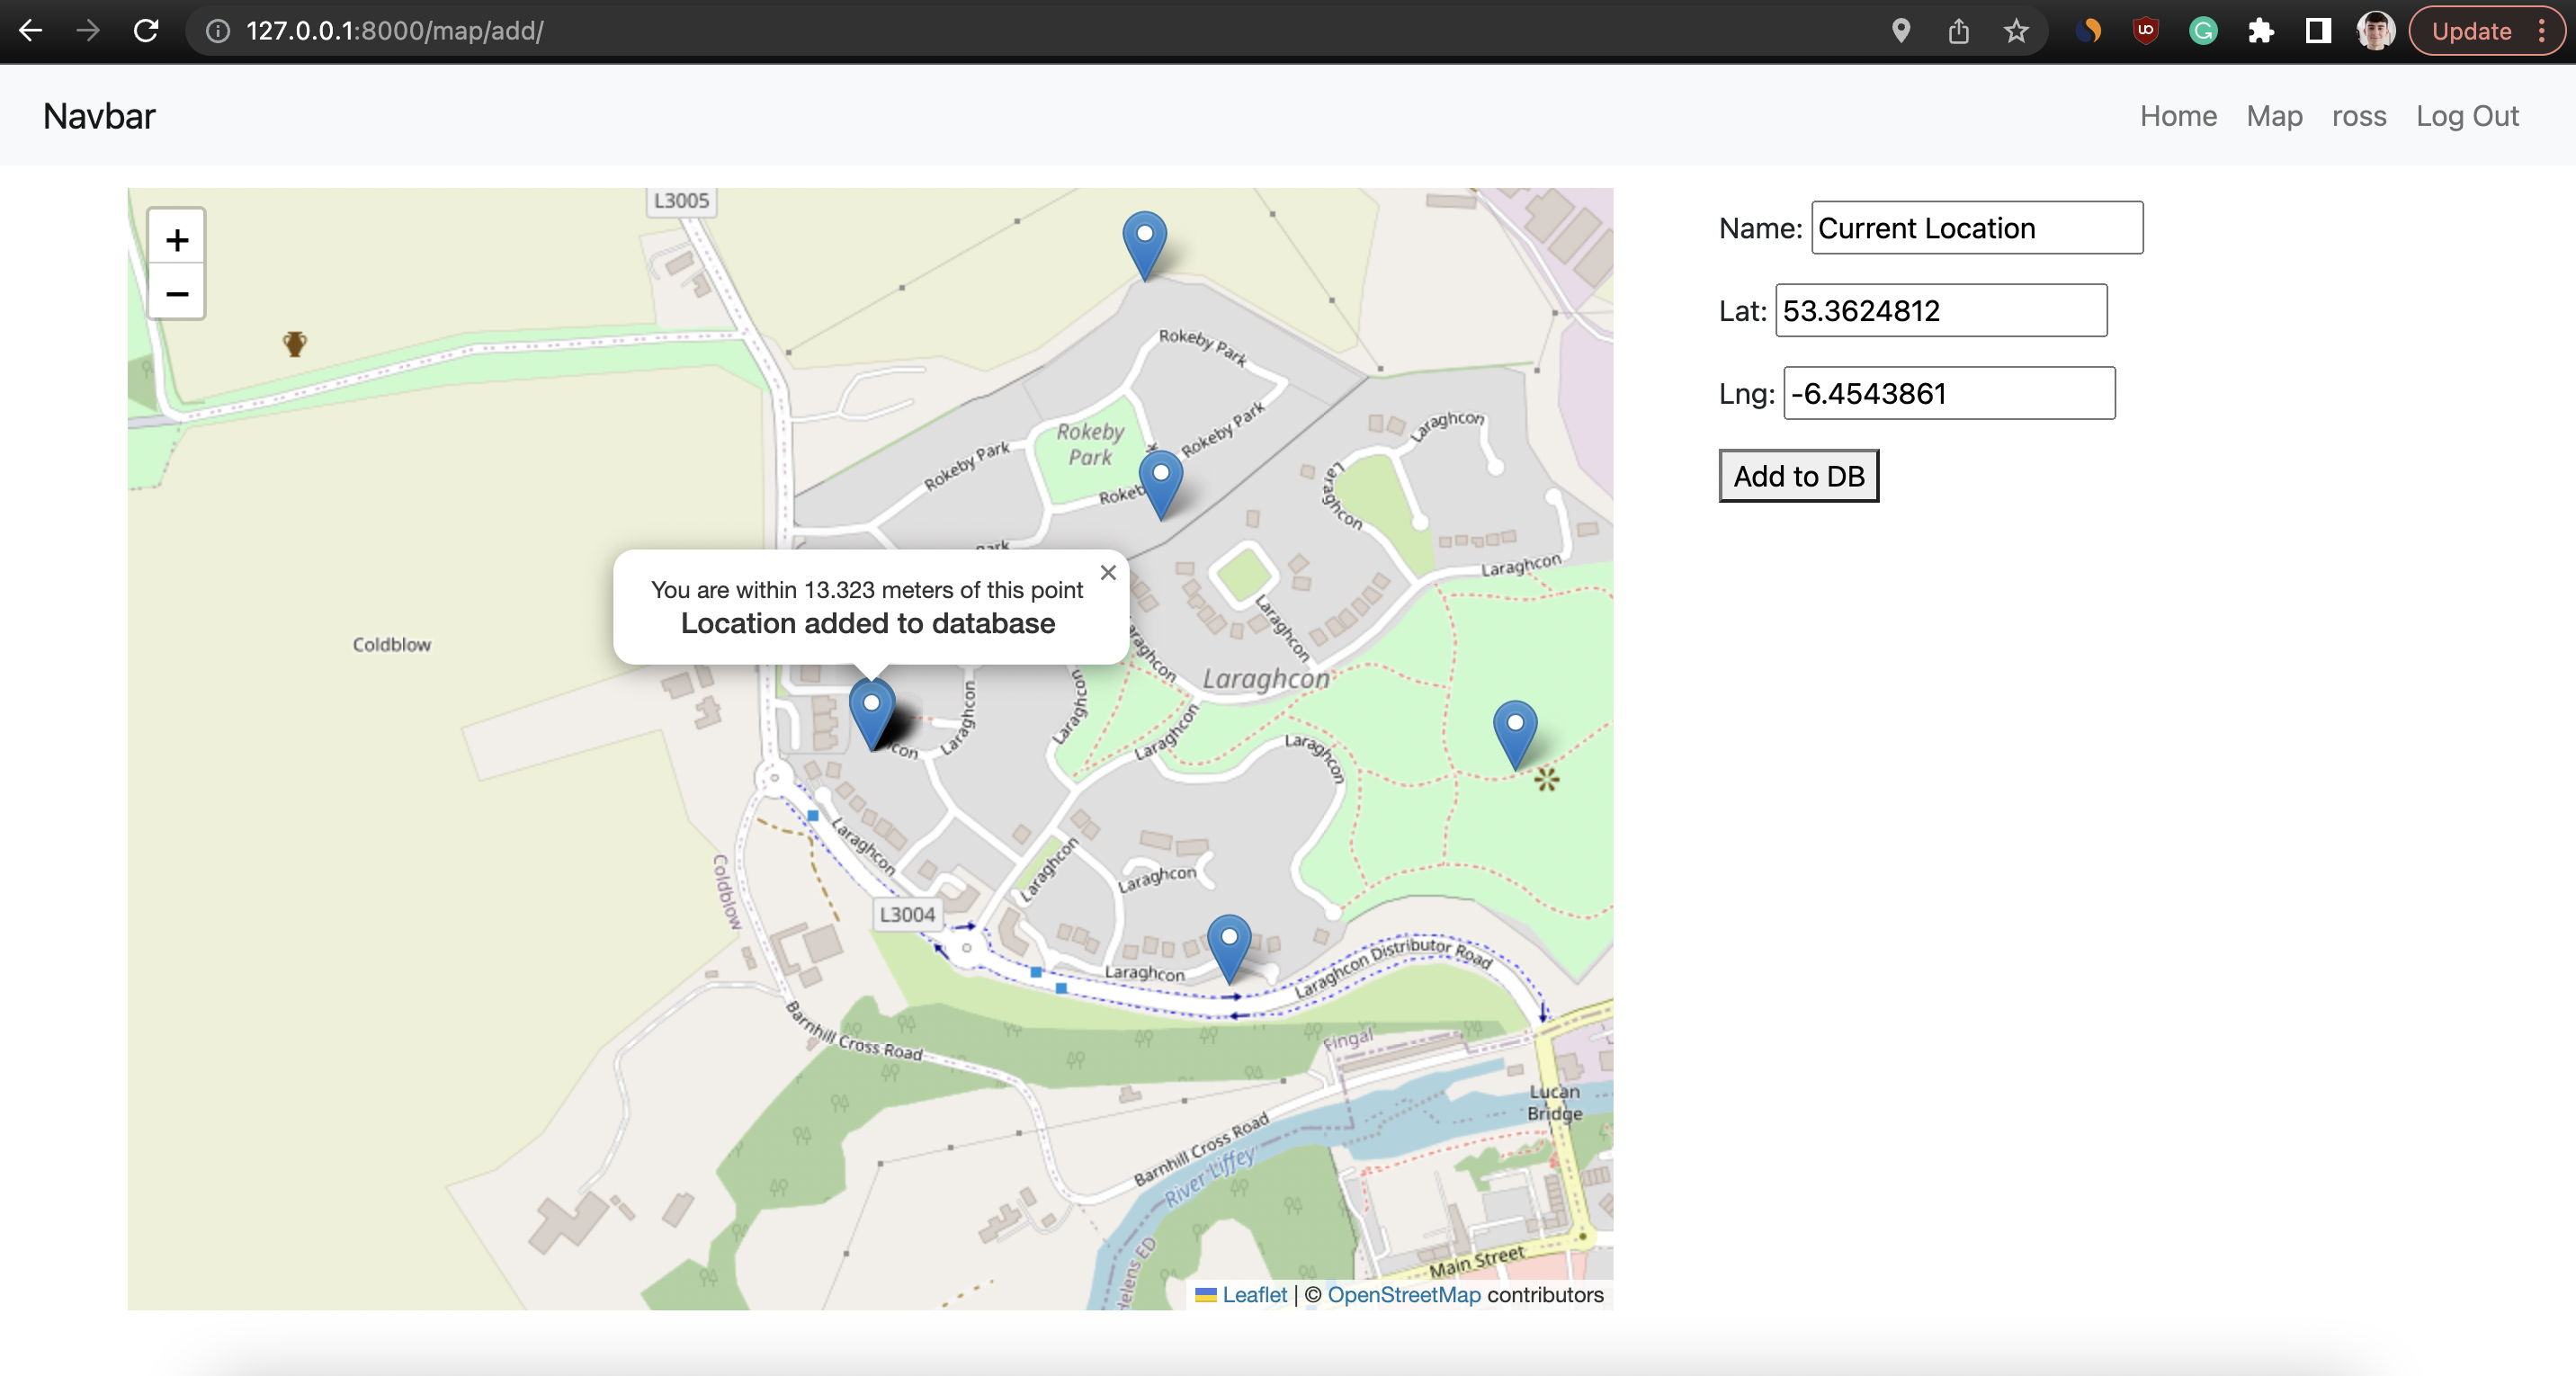 127.0.0.1:8000/map/add/
Update
Navbar
Home
Map
ross
Log Out
L3005
+
−
Name: Current Location
Lat: 53.3624812
Lng: -6.4543861
Add to DB
Rokeby Park
Rokeby Park
Rokeby
Park
Rokeby Park
Laraghcon
Laraghcon
Laraghcon
Laraghcon
You are within 13.323 meters of this point
Location added to database
×
Coldblow
Laraghcon
Laraghcon
Laraghcon
Laraghcon
Laraghcon
Laraghcon
Laraghcon
Laraghcon
Coldblow
L3004
Laraghcon
Laraghcon Distributor Road
Barnhill Cross Road
Fingal
Lucan
Bridge
Barnhill Cross Road
River Liffey
Helens ED
Main Street
Leaflet | © OpenStreetMap contributors